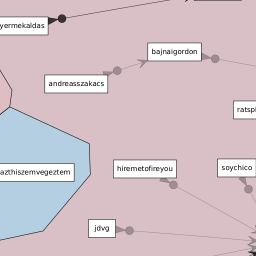 yermekaldas
bajnaigordon
andreasszakacs
ratspl
hiremetofireyou
soychico
azthiszemvegeztem
jdvg